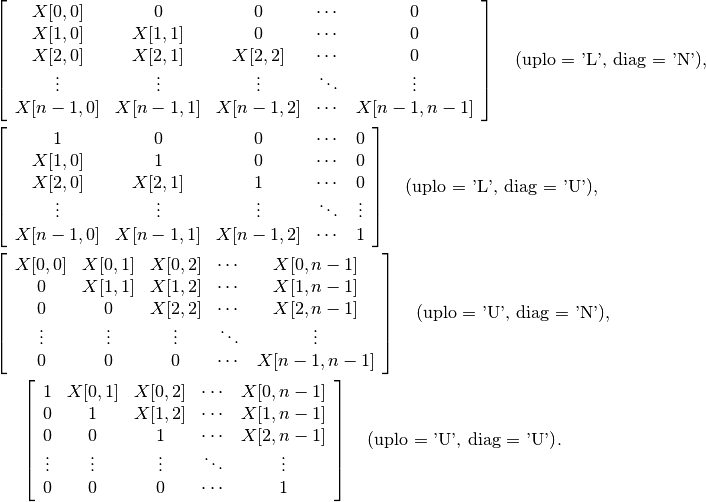 X[0, 0] 0 0 ⋯ 0
X[1, 0] X[1, 1] 0 ⋯ 0
X[2, 0] X[2, 1] X[2, 2] ⋯ 0 (uplo = 'L', diag = 'N'),
⋮ ⋮ ⋮ ⋱ ⋮
X[n − 1, 0] X[n − 1, 1] X[n − 1, 2] ⋯ X[n − 1, n − 1]
1 0 0 ⋯ 0
X[1, 0] 1 0 ⋯ 0
X[2, 0] X[2, 1] 1 ⋯ 0 (uplo = 'L', diag = 'U'),
⋮ ⋮ ⋮ ⋱ ⋮
X[n − 1, 0] X[n − 1, 1] X[n − 1, 2] ⋯ 1
X[0, 0] X[0, 1] X[0, 2] ⋯ X[0, n − 1]
0 X[1, 1] X[1, 2] ⋯ X[1, n − 1]
0 0 X[2, 2] ⋯ X[2, n − 1] (uplo = 'U', diag = 'N'),
⋮ ⋮ ⋮ ⋱ ⋮
0 0 0 ⋯ X[n − 1, n − 1]
1 X[0, 1] X[0, 2] ⋯ X[0, n − 1]
0 1 X[1, 2] ⋯ X[1, n − 1]
0 0 1 ⋯ X[2, n − 1] (uplo = 'U', diag = 'U').
⋮ ⋮ ⋮ ⋱ ⋮
0 0 0 ⋯ 1